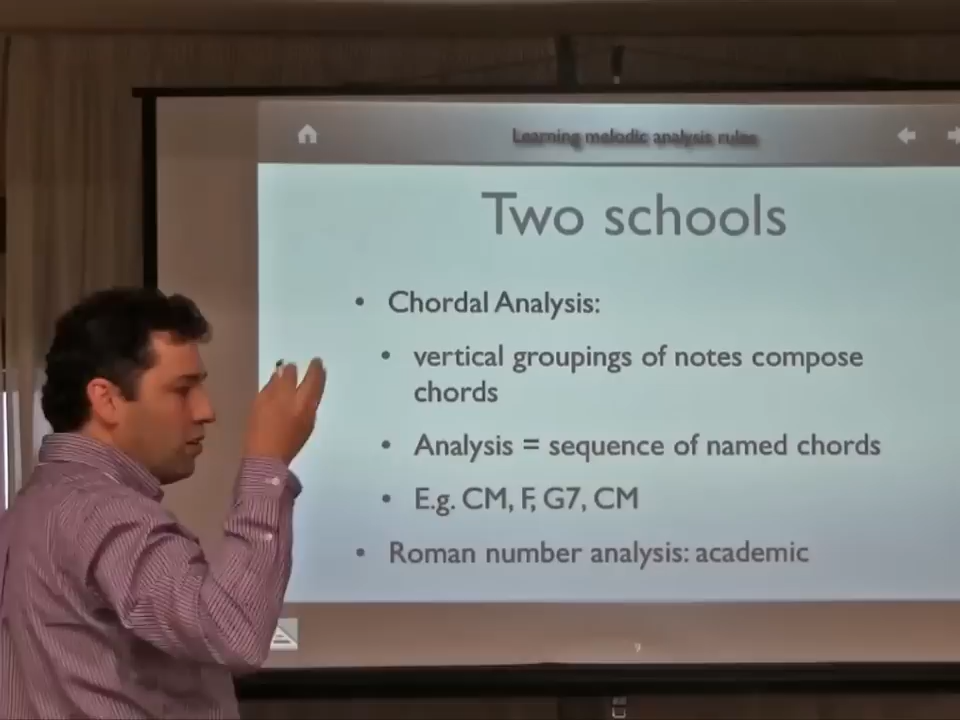 Learning melodic analysis rules
Two schools
• Chordal Analysis:
• vertical groupings of notes compose
chords
• Analysis = sequence of named chords
• E.g. CM, F, G7, CM
• Roman number analysis: academic
9